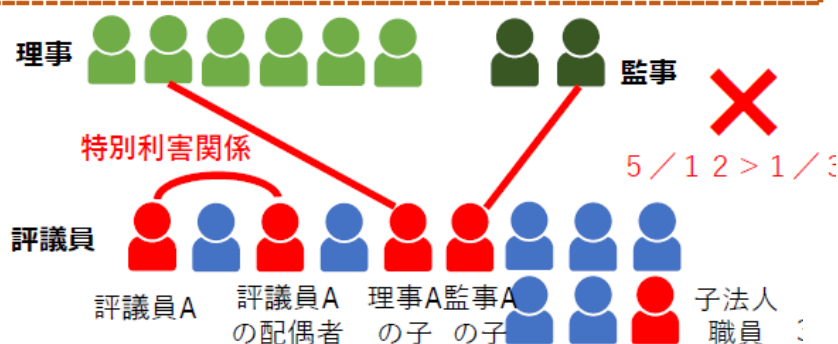 理事
監事
特別利害関係
5／12＞1／3
評議員
評議員A
評議員A
の配偶者
理事A
の子
監事A
の子
子法人
職員